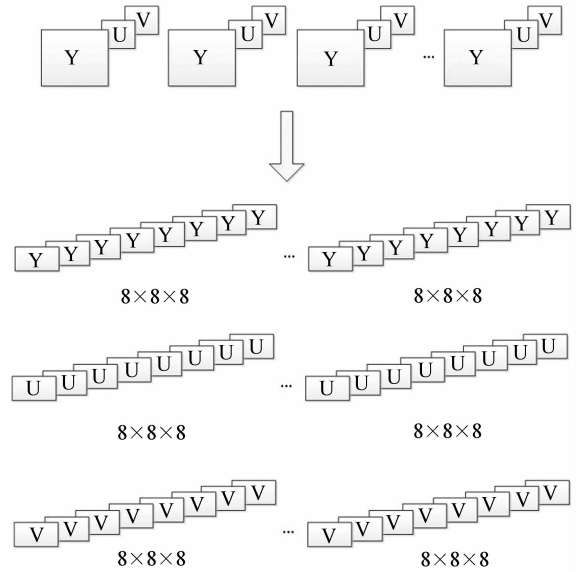 Y U V Y U V Y U V ... Y U V
Y Y Y Y Y Y Y Y ... Y Y Y Y Y Y Y Y
8×8×8 8×8×8
U U U U U U U U ... U U U U U U U U
8×8×8 8×8×8
V V V V V V V V ... V V V V V V V V
8×8×8 8×8×8